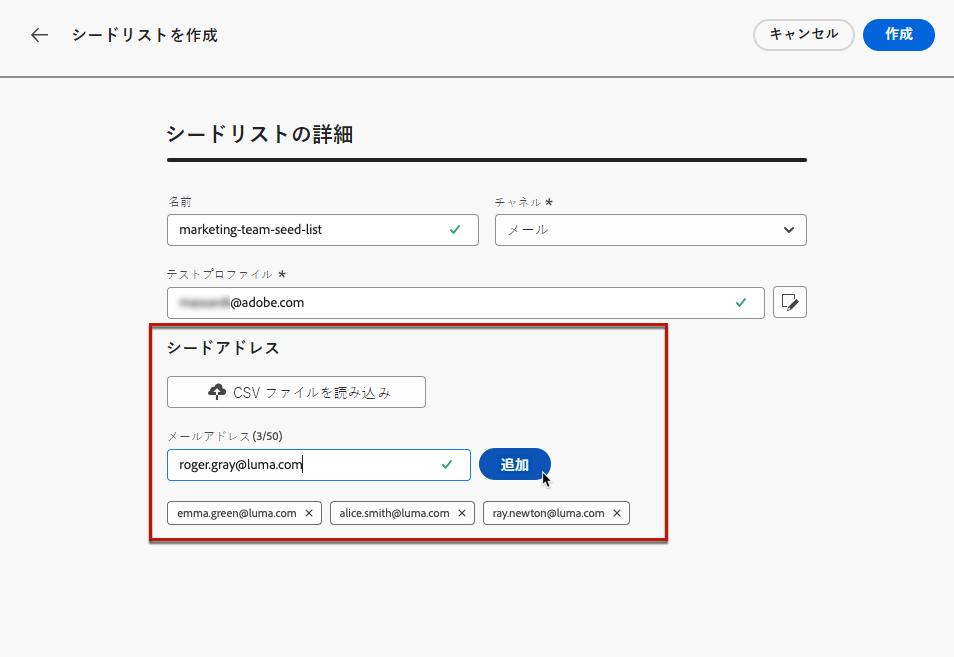 シードリストを作成
キャンセル
作成
シードリストの詳細
名前
チャネル *
marketing-team-seed-list
メール
テストプロファイル *
@adobe.com
シードアドレス
CSV ファイルを読み込み
メールアドレス(3/50)
roger.gray@luma.com
追加
emma.green@luma.com ×
alice.smith@luma.com ×
ray.newton@luma.com ×